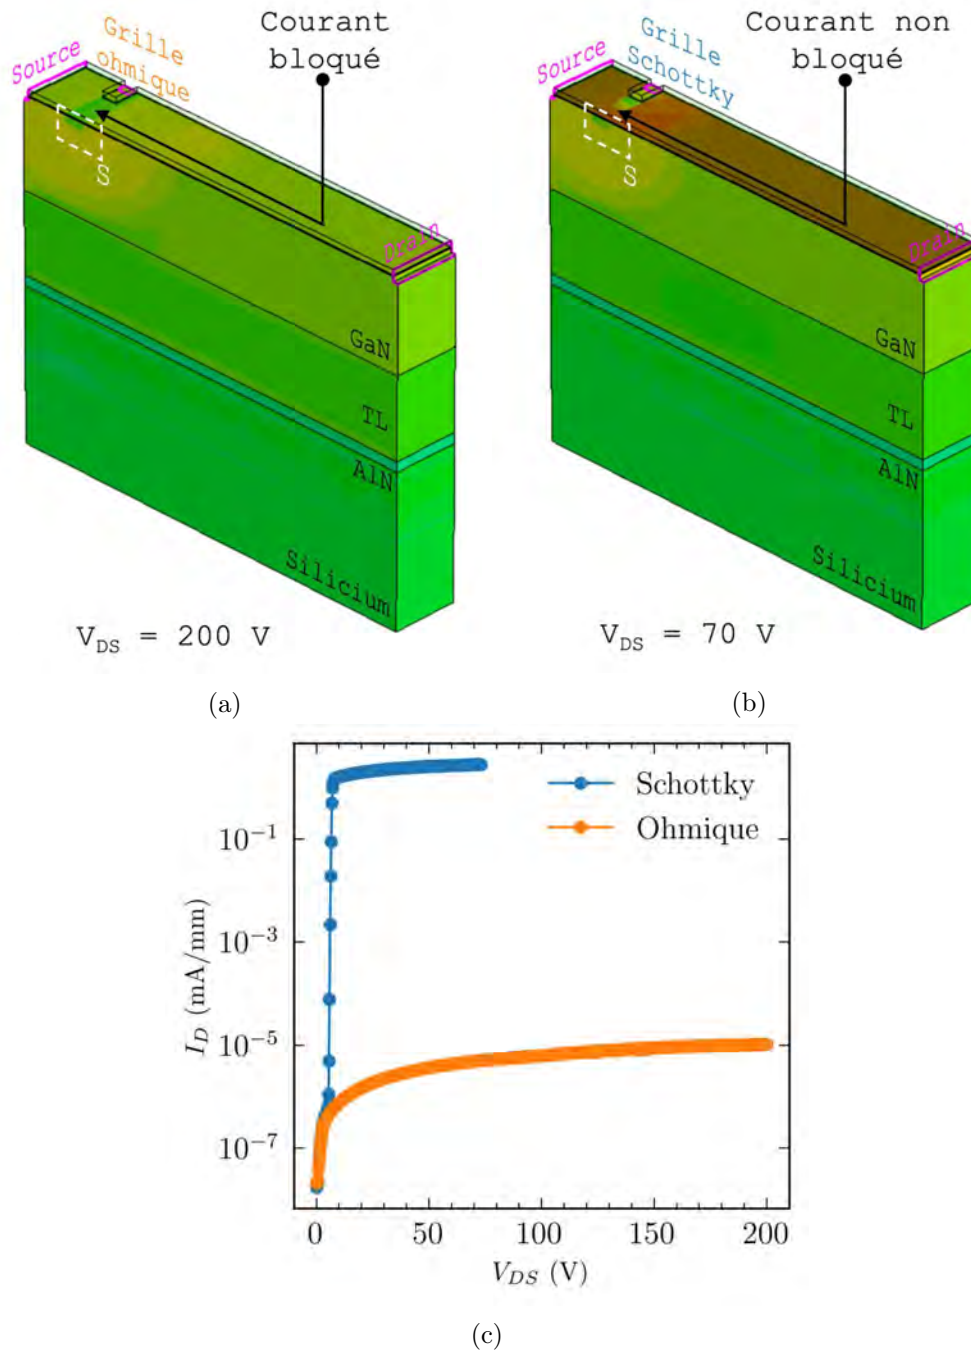 Courant
bloqué
Grille
ohmique
Source
S
Drain
GaN
TL
AlN
Silicium
V_DS = 200 V
(a)
Courant non
bloqué
Grille
Schottky
Source
S
Drain
GaN
TL
AlN
Silicium
V_DS = 70 V
(b)
Schottky
Ohmique
10^{-1}
10^{-3}
10^{-5}
10^{-7}
I_D (mA/mm)
0 50 100 150 200
V_{DS} (V)
(c)